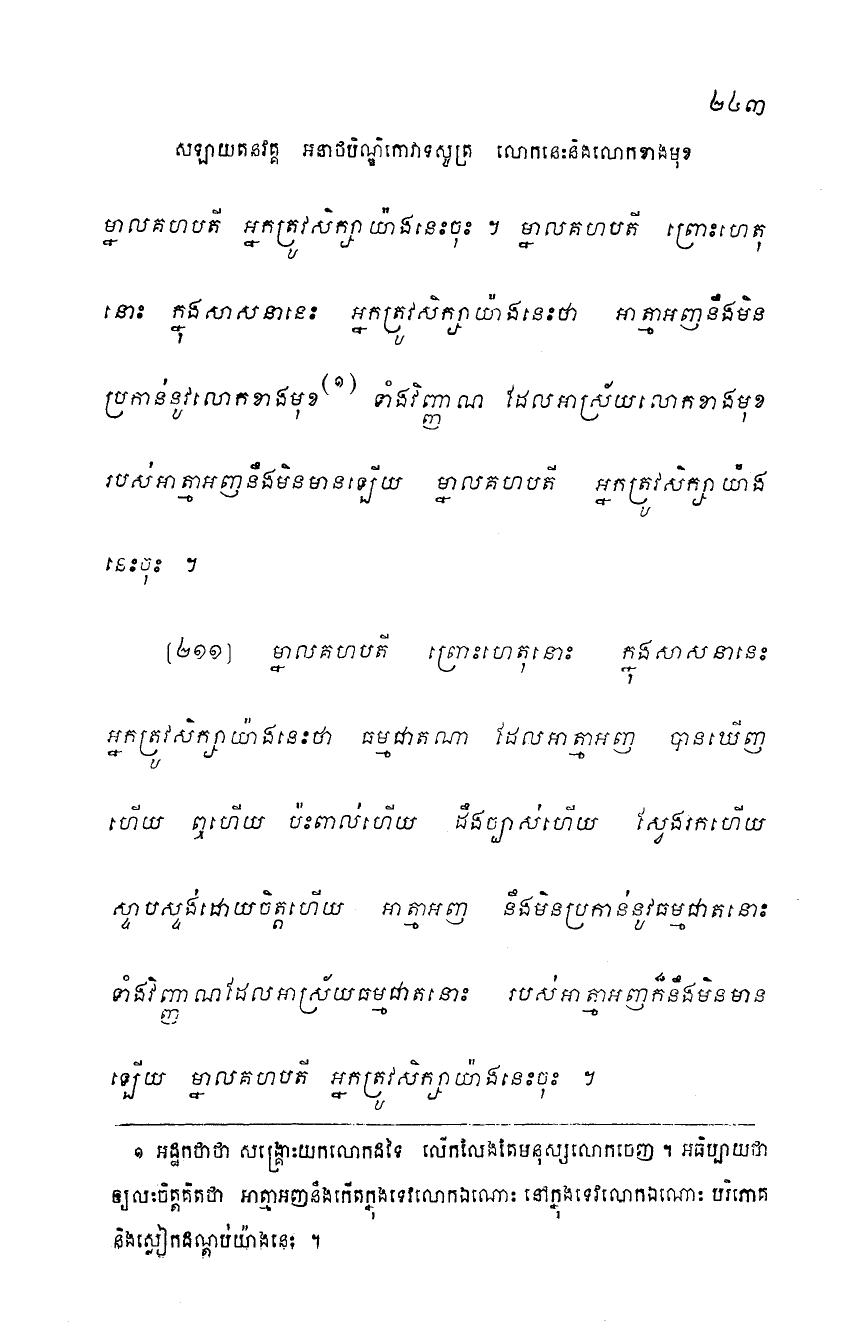 ២៤៣
សឡាយតនវគ្គ អនាថបិណ្ឌិកោវាទសូត្រ លោកនេះនិងលោកខាងមុខ
ម្នាលគហបតី អ្នកត្រូវសិក្សាយ៉ាងនេះចុះ ។ ម្នាលគហបតី ព្រោះហេតុ
នោះ ក្នុងសាសនានេះ អ្នកត្រូវសិក្សាយ៉ាងនេះថា អាត្មាអញនឹងមិន
ប្រកាន់នូវលោកខាងមុខ(១) ទាំងវិញ្ញាណ ដែលអាស្រ័យលោកខាងមុខ
របស់អាត្មាអញនឹងមិនមានឡើយ ម្នាលគហបតី អ្នកត្រូវសិក្សាយ៉ាង
នេះចុះ ។
[២១១] ម្នាលគហបតី ព្រោះហេតុនោះ ក្នុងសាសនានេះ
អ្នកត្រូវសិក្សាយ៉ាងនេះថា ធម្មជាតណា ដែលអាត្មាអញ បានឃើញ
ហើយ ឮហើយ ប៉ះពាល់ហើយ ដឹងច្បាស់ហើយ ស្វែងរកហើយ
ស្ទាបស្ទង់ដោយចិត្តហើយ អាត្មាអញ នឹងមិនប្រកាន់នូវធម្មជាតនោះ
ទាំងវិញ្ញាណដែលអាស្រ័យធម្មជាតនោះ របស់អាត្មាអញក៏នឹងមិនមាន
ឡើយ ម្នាលគហបតី អ្នកត្រូវសិក្សាយ៉ាងនេះចុះ ។
១ អដ្ឋកថាថា សង្គ្រោះយកលោកដទៃ លើកលែងតែមនុស្សលោកចេញ ។ អធិប្បាយថា
ឲ្យលះចិត្តគិតថា អាត្មាអញនឹងកើតក្នុងទេវលោកឯណោះ នៅក្នុងទេវលោកឯណោះ បរិភោគ
និងស្លៀកដណ្តប់យ៉ាងនេះ ។